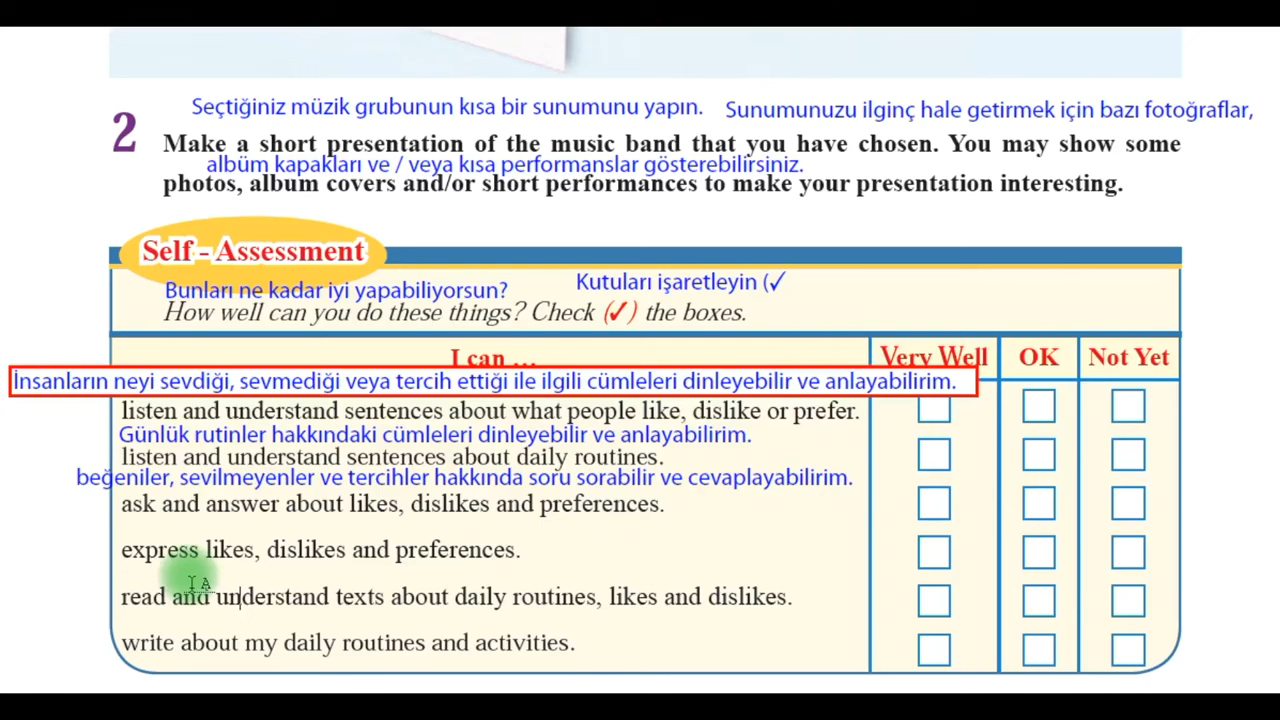 Seçtiğiniz müzik grubunun kısa bir sunumunu yapın. Sunumunuzu ilginç hale getirmek için bazı fotoğraflar,
2 Make a short presentation of the music band that you have chosen. You may show some
albüm kapakları ve / veya kısa performanslar gösterebilirsiniz.
photos, album covers and/or short performances to make your presentation interesting.
Self - Assessment
Bunları ne kadar iyi yapabiliyorsun? Kutuları işaretleyin (✓
How well can you do these things? Check (✓) the boxes.
I can ... Very Well OK Not Yet
İnsanların neyi sevdiği, sevmediği veya tercih ettiği ile ilgili cümleleri dinleyebilir ve anlayabilirim.
listen and understand sentences about what people like, dislike or prefer.
Günlük rutinler hakkındaki cümleleri dinleyebilir ve anlayabilirim.
listen and understand sentences about daily routines.
beğeniler, sevilmeyenler ve tercihler hakkında soru sorabilir ve cevaplayabilirim.
ask and answer about likes, dislikes and preferences.
express likes, dislikes and preferences.
read and understand texts about daily routines, likes and dislikes.
write about my daily routines and activities.